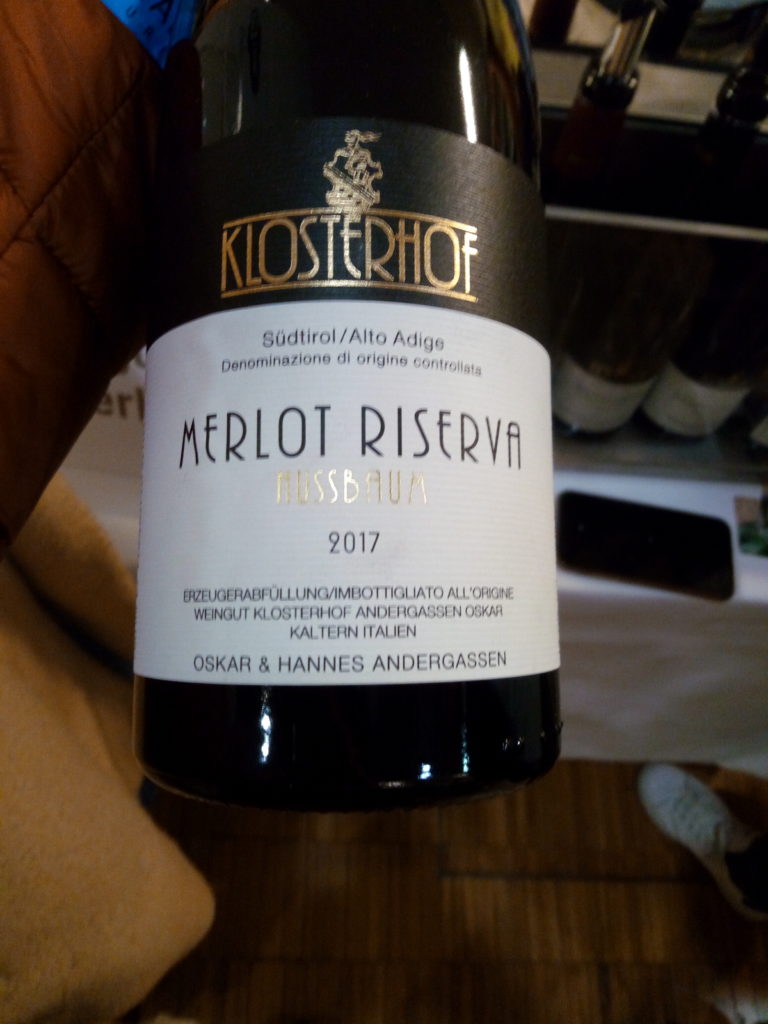 KLOSTERHOF
Südtirol/Alto Adige
Denominazione di origine controllata
MERLOT RISERVA
NUSSBAUM
2017
ERZEUGERABFÜLLUNG/IMBOTTIGLIATO ALL'ORIGINE
WEINGUT KLOSTERHOF ANDERGASSEN OSKAR
KALTERN ITALIEN
OSKAR & HANNES ANDERGASSEN